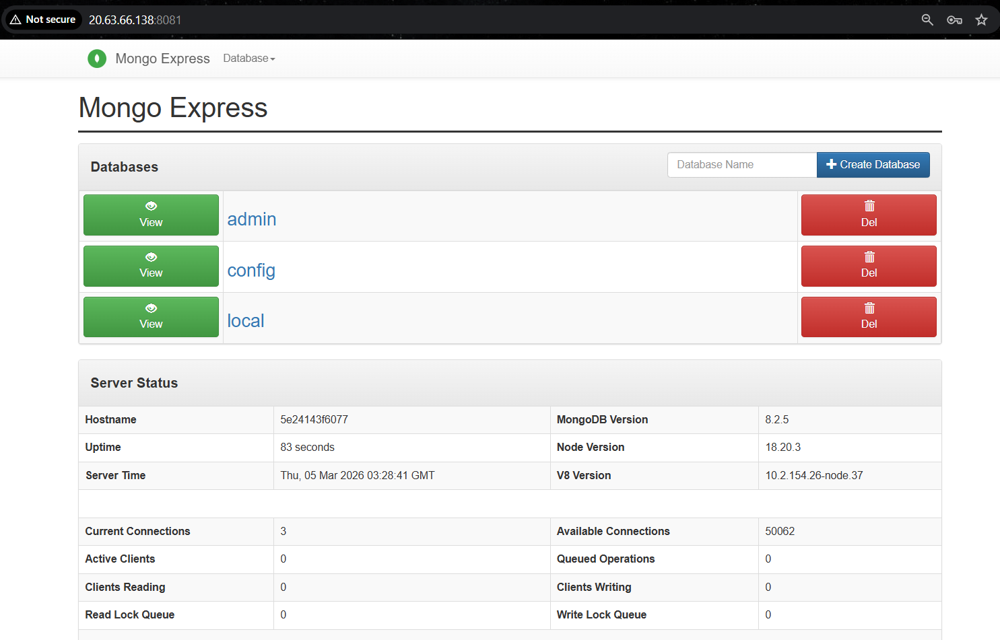 Not secure 20.63.66.138:8081
Mongo Express Database
Mongo Express
Databases Database Name Create Database
View admin Del
View config Del
View local Del
Server Status
Hostname 5e24143f6077 MongoDB Version 8.2.5
Uptime 83 seconds Node Version 18.20.3
Server Time Thu, 05 Mar 2026 03:28:41 GMT V8 Version 10.2.154.26-node.37
Current Connections 3 Available Connections 50062
Active Clients 0 Queued Operations 0
Clients Reading 0 Clients Writing 0
Read Lock Queue 0 Write Lock Queue 0